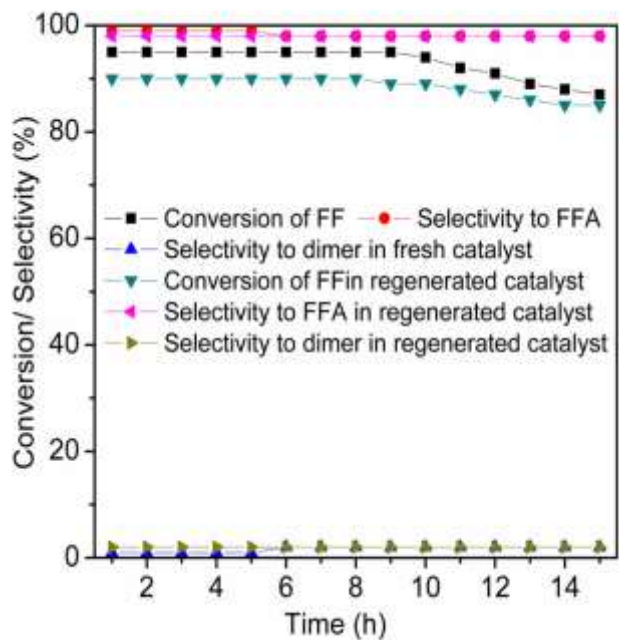 100
80
60
40
20
0
Conversion/ Selectivity (%)
Conversion of FF Selectivity to FFA
Selectivity to dimer in fresh catalyst
Conversion of FFin regenerated catalyst
Selectivity to FFA in regenerated catalyst
Selectivity to dimer in regenerated catalyst
2 4 6 8 10 12 14
Time (h)